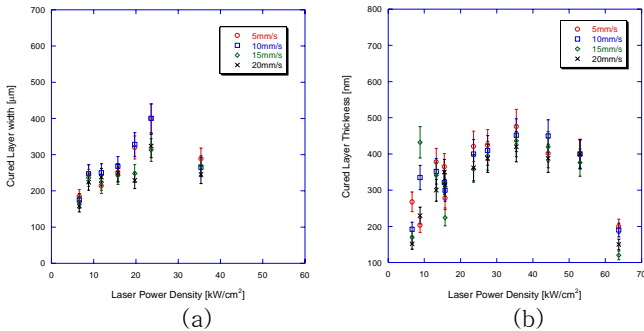 700
600
500
400
300
200
100
0
0 10 20 30 40 50 60
Cured Layer width [μm]
Laser Power Density [kW/cm²]
5mm/s
10mm/s
15mm/s
20mm/s
(a)
800
700
600
500
400
300
200
100
0 10 20 30 40 50 60 70
Cured Layer Thickness [nm]
Laser Power Density [kW/cm²]
5mm/s
10mm/s
15mm/s
20mm/s
(b)